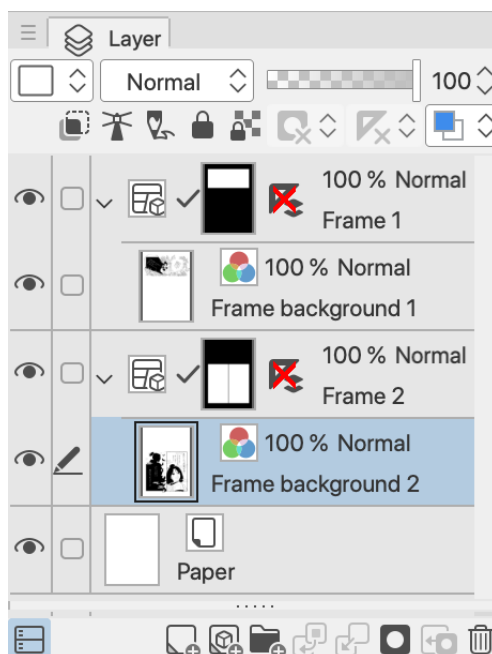 Layer
Normal 100
100 % Normal
Frame 1
100 % Normal
Frame background 1
100 % Normal
Frame 2
100 % Normal
Frame background 2
Paper